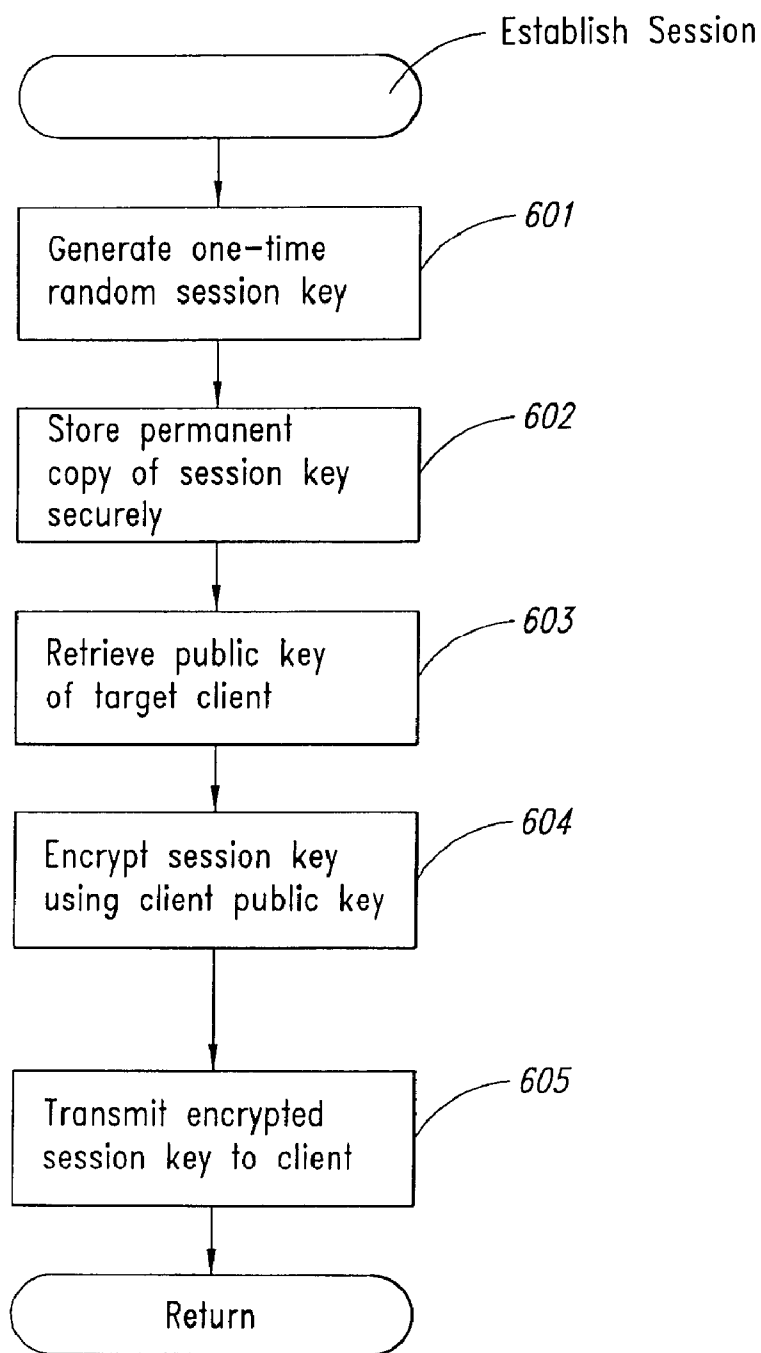 Establish Session
601
Generate one-time
random session key
602
Store permanent
copy of session key
securely
603
Retrieve public key
of target client
604
Encrypt session key
using client public key
605
Transmit encrypted
session key to client
Return